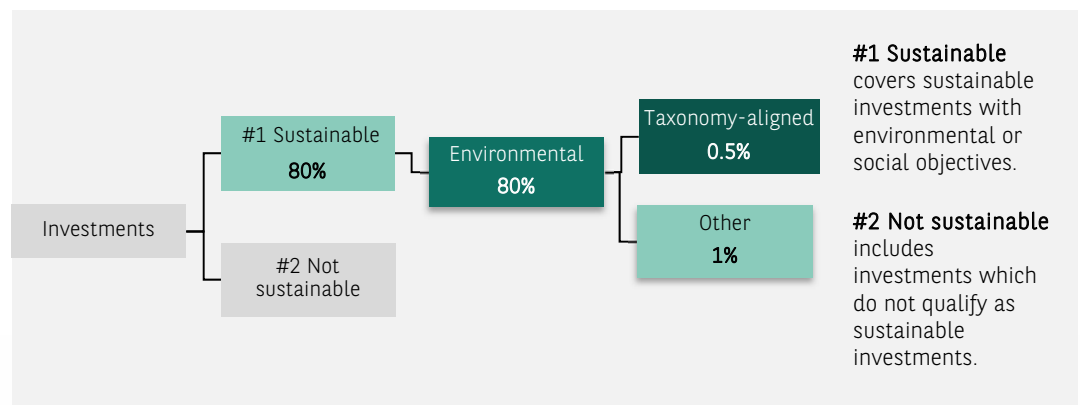 Investments
#1 Sustainable
80%
#2 Not
sustainable
Environmental
80%
Taxonomy-aligned
0.5%
Other
1%
#1 Sustainable
covers sustainable
investments with
environmental or
social objectives.
#2 Not sustainable
includes
investments which
do not qualify as
sustainable
investments.